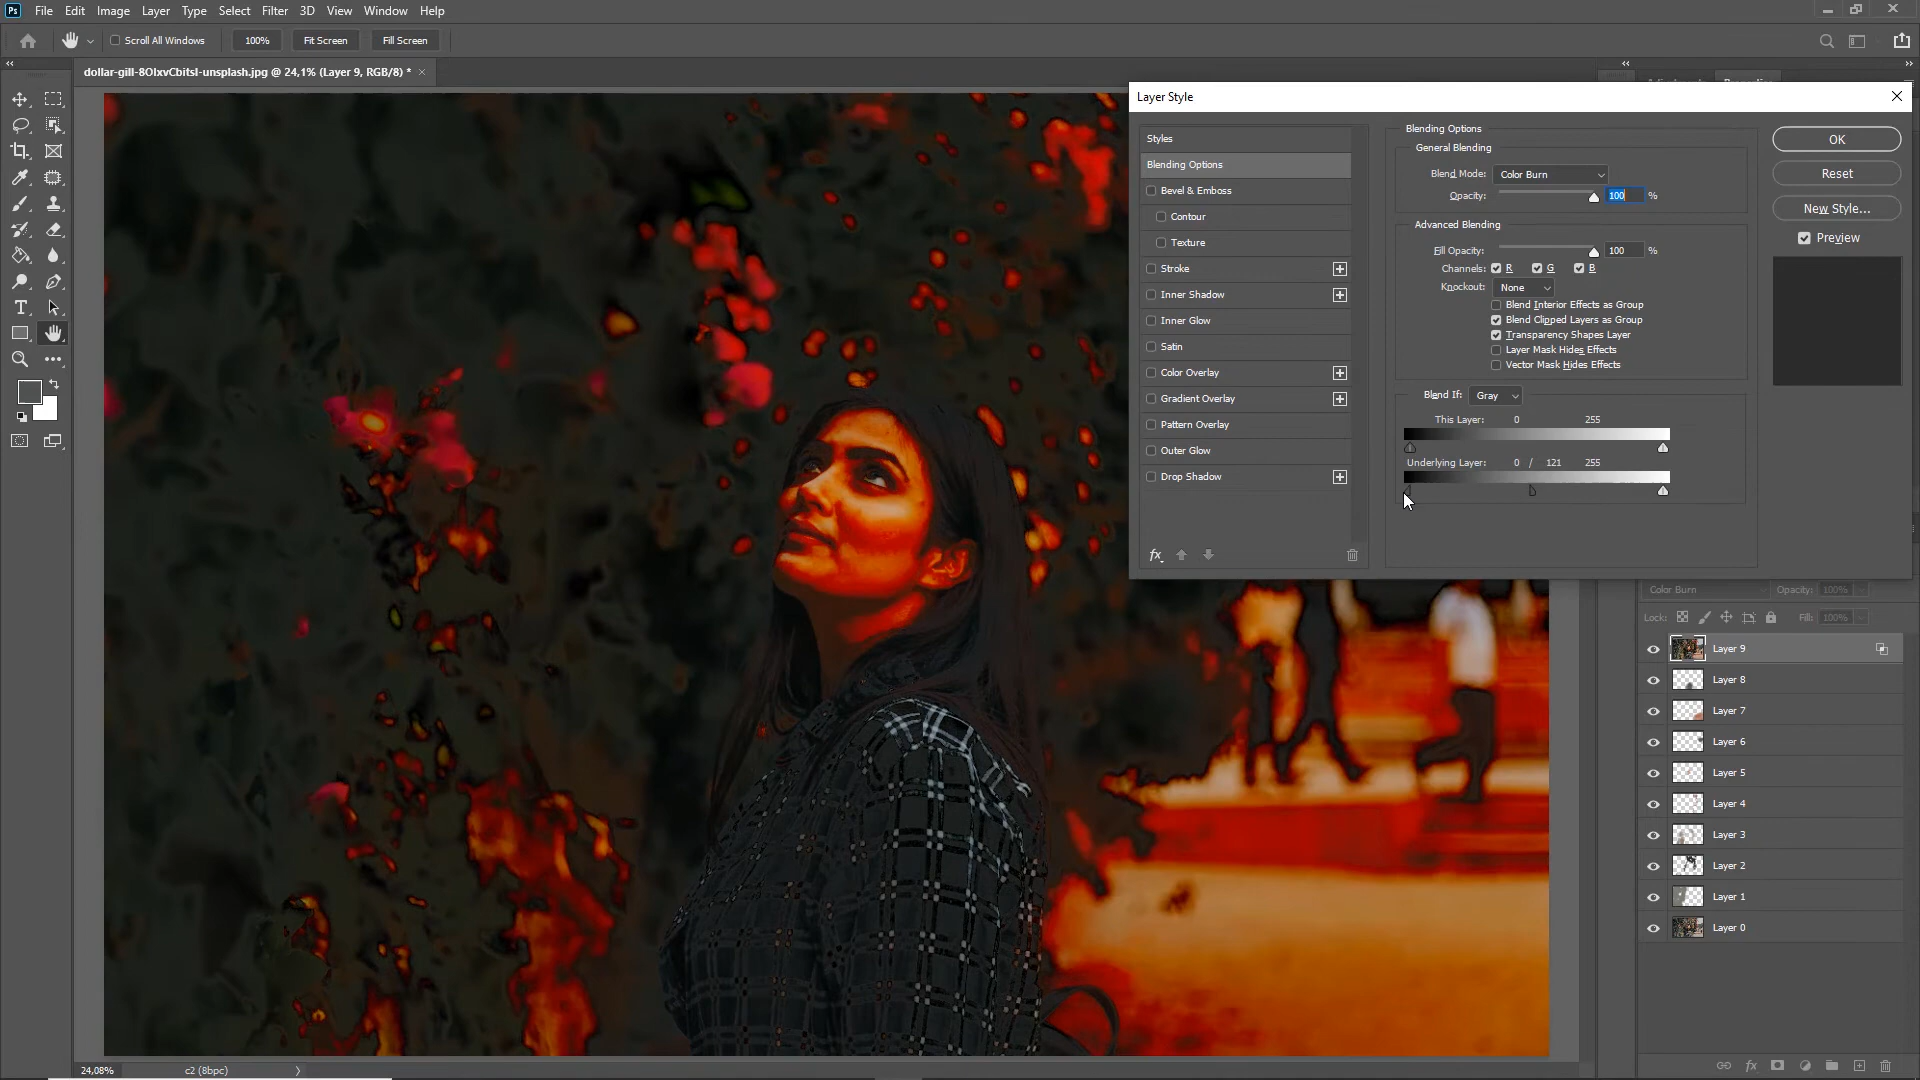 Ps File Edit Image Layer Type Select Filter 3D View Window Help
Scroll All Windows 100% Fit Screen Fill Screen
dollar-gill-8OlxvCbitsI-unsplash.jpg @ 24,1% (Layer 9, RGB/8) *
Layer Style
Styles
Blending Options
Bevel & Emboss
Contour
Texture
Stroke
Inner Shadow
Inner Glow
Satin
Color Overlay
Gradient Overlay
Pattern Overlay
Outer Glow
Drop Shadow
fx
Blending Options
General Blending
Blend Mode: Color Burn
Opacity: 100 %
Advanced Blending
Fill Opacity: 100 %
Channels: R G B
Knockout: None
Blend Interior Effects as Group
Blend Clipped Layers as Group
Transparency Shapes Layer
Layer Mask Hides Effects
Vector Mask Hides Effects
Blend If: Gray
This Layer: 0 255
Underlying Layer: 0 / 121 255
OK
Reset
New Style...
Preview
Color Burn Opacity: 100%
Lock: Fill: 100%
Layer 9
Layer 8
Layer 7
Layer 6
Layer 5
Layer 4
Layer 3
Layer 2
Layer 1
Layer 0
fx
24,08% c2 (8bpc)